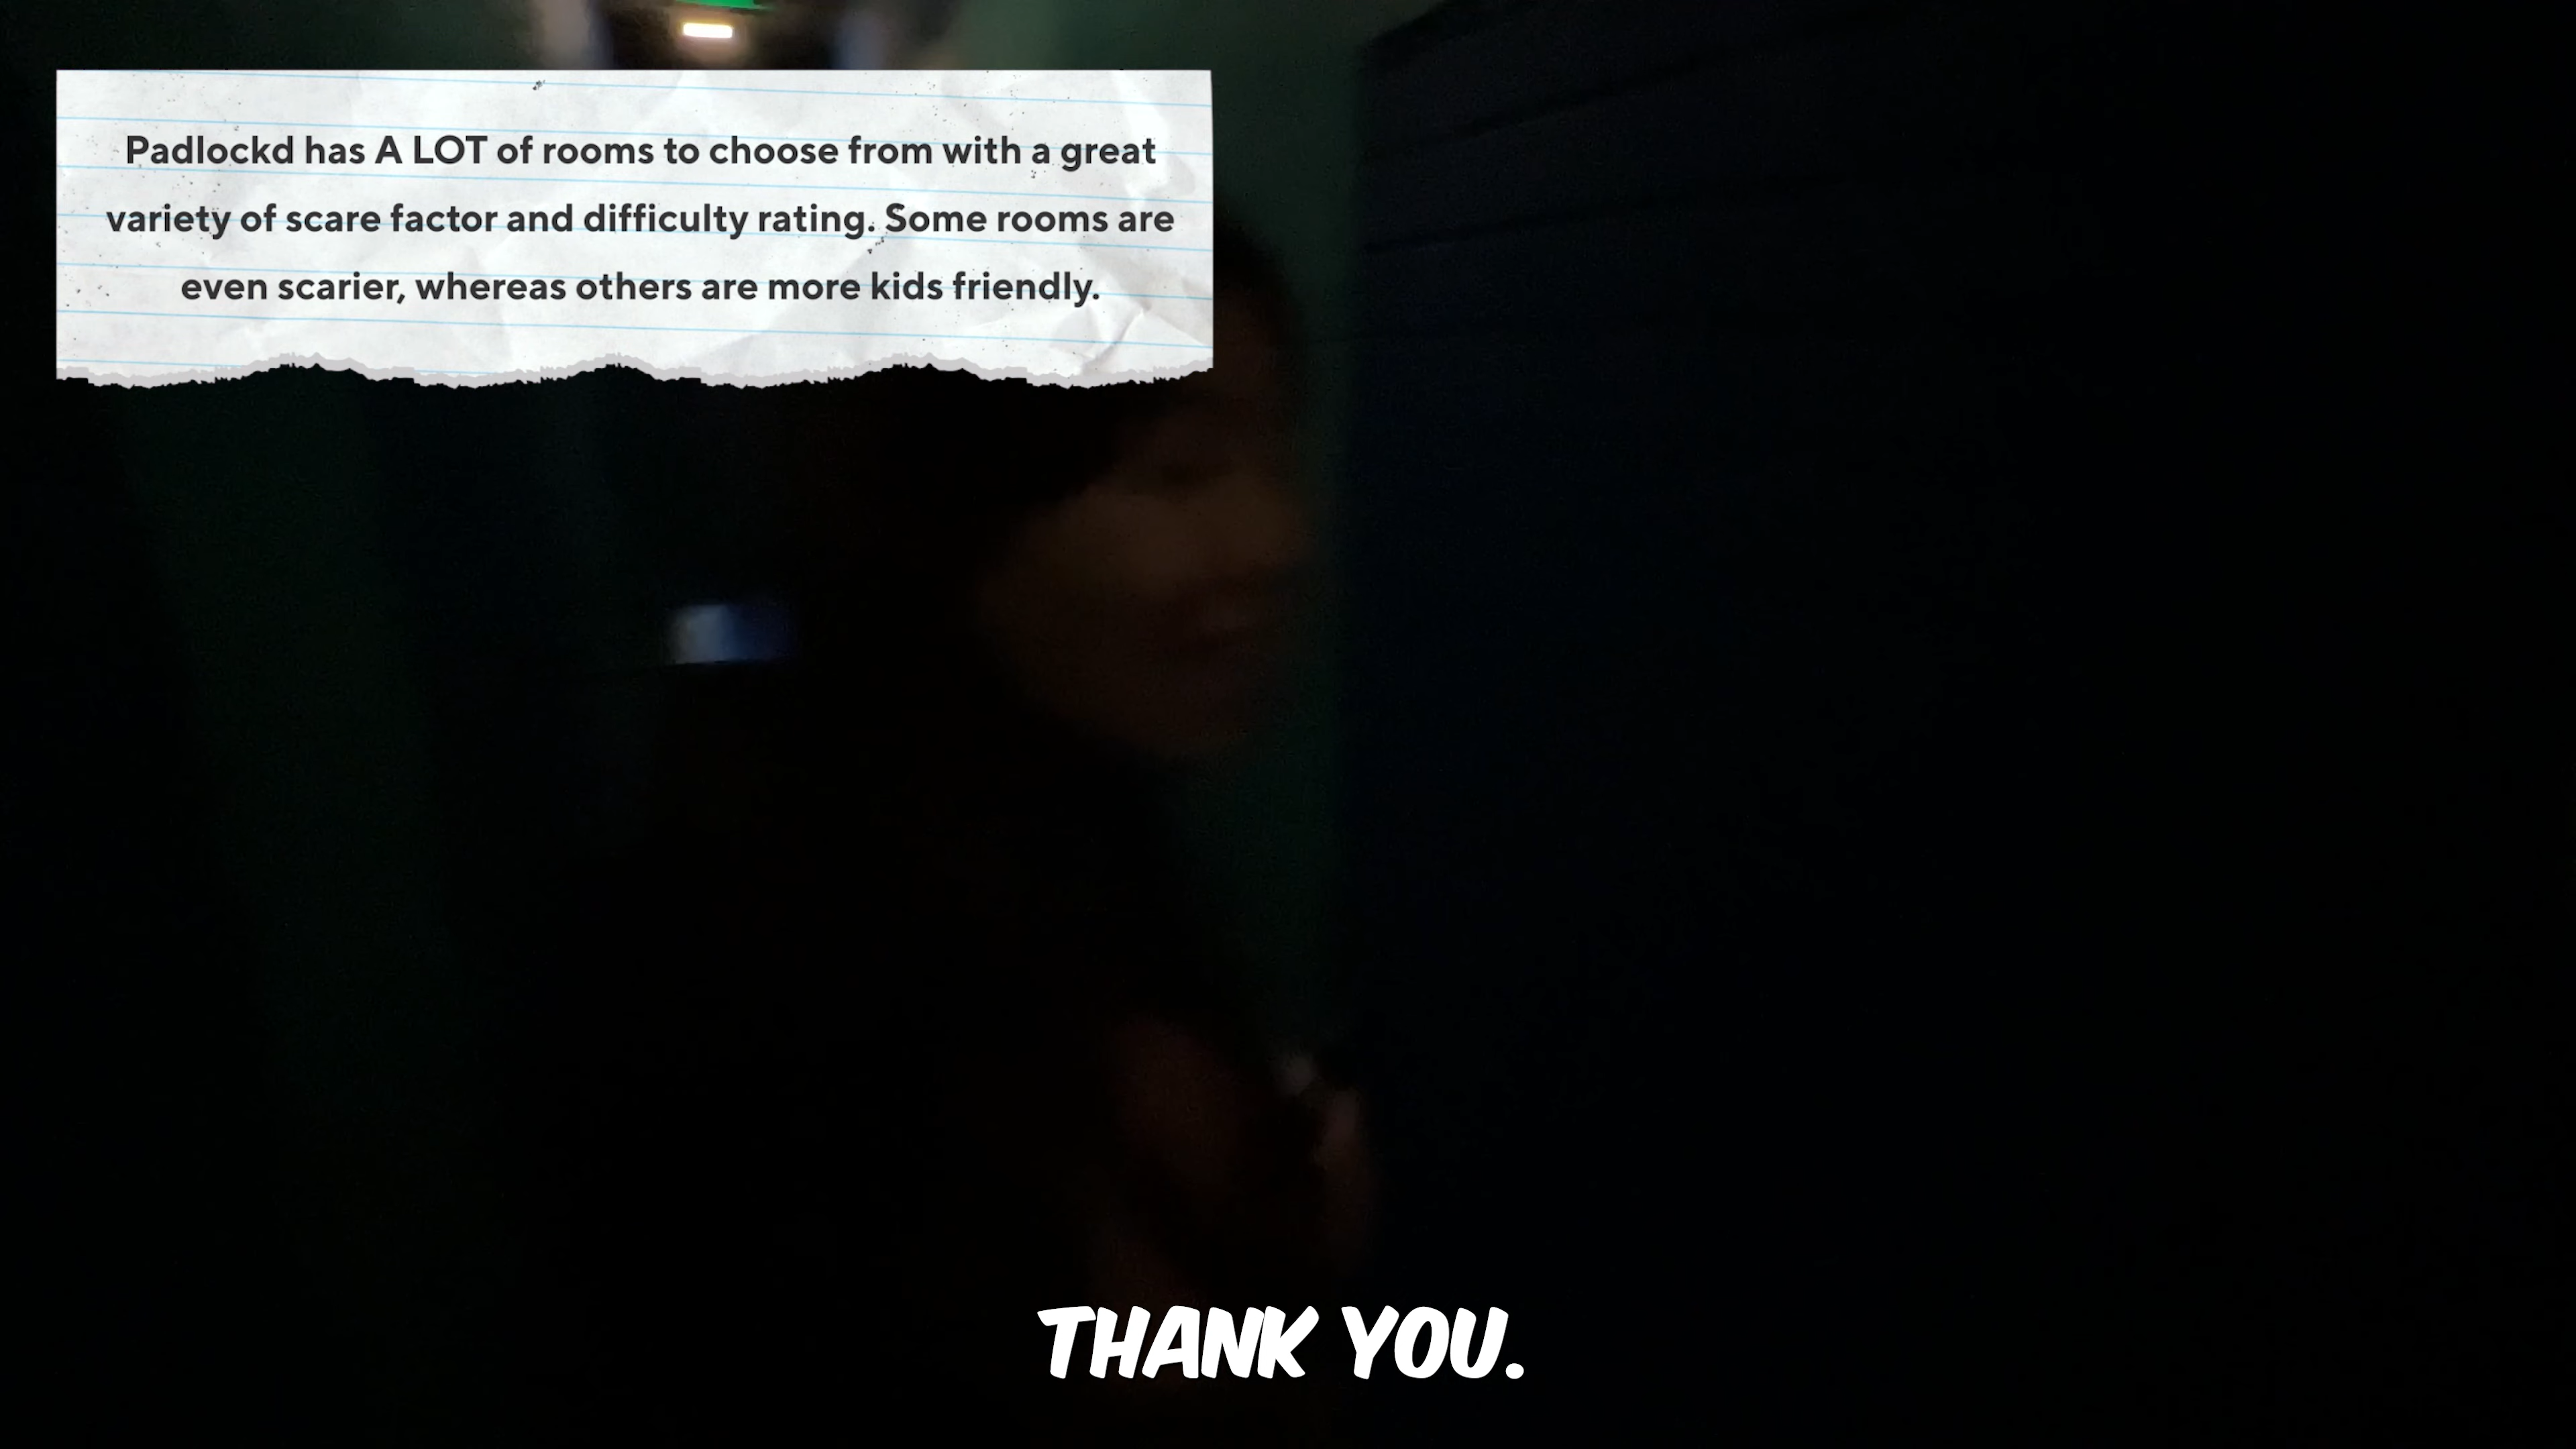 Padlockd has A LOT of rooms to choose from with a great
variety of scare factor and difficulty rating. Some rooms are
even scarier, whereas others are more kids friendly.
THANK YOU.